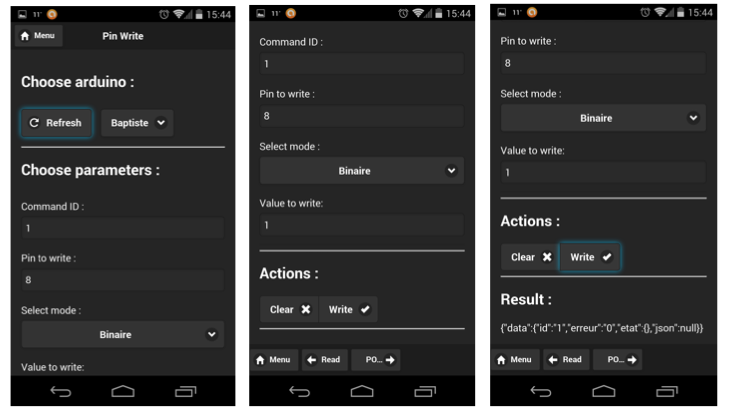 11°
15:44
Menu
Pin Write
Choose arduino :
Refresh
Baptiste
Choose parameters :
Command ID :
1
Pin to write :
8
Select mode :
Binaire
Value to write:
11°
15:44
Command ID :
1
Pin to write :
8
Select mode :
Binaire
Value to write:
1
Actions :
Clear
Write
Menu
Read
PO...
11°
15:44
Pin to write :
8
Select mode :
Binaire
Value to write:
1
Actions :
Clear
Write
Result :
{"data":{"id":"1","erreur":"0","etat":{},"json":null}}
Menu
Read
PO...